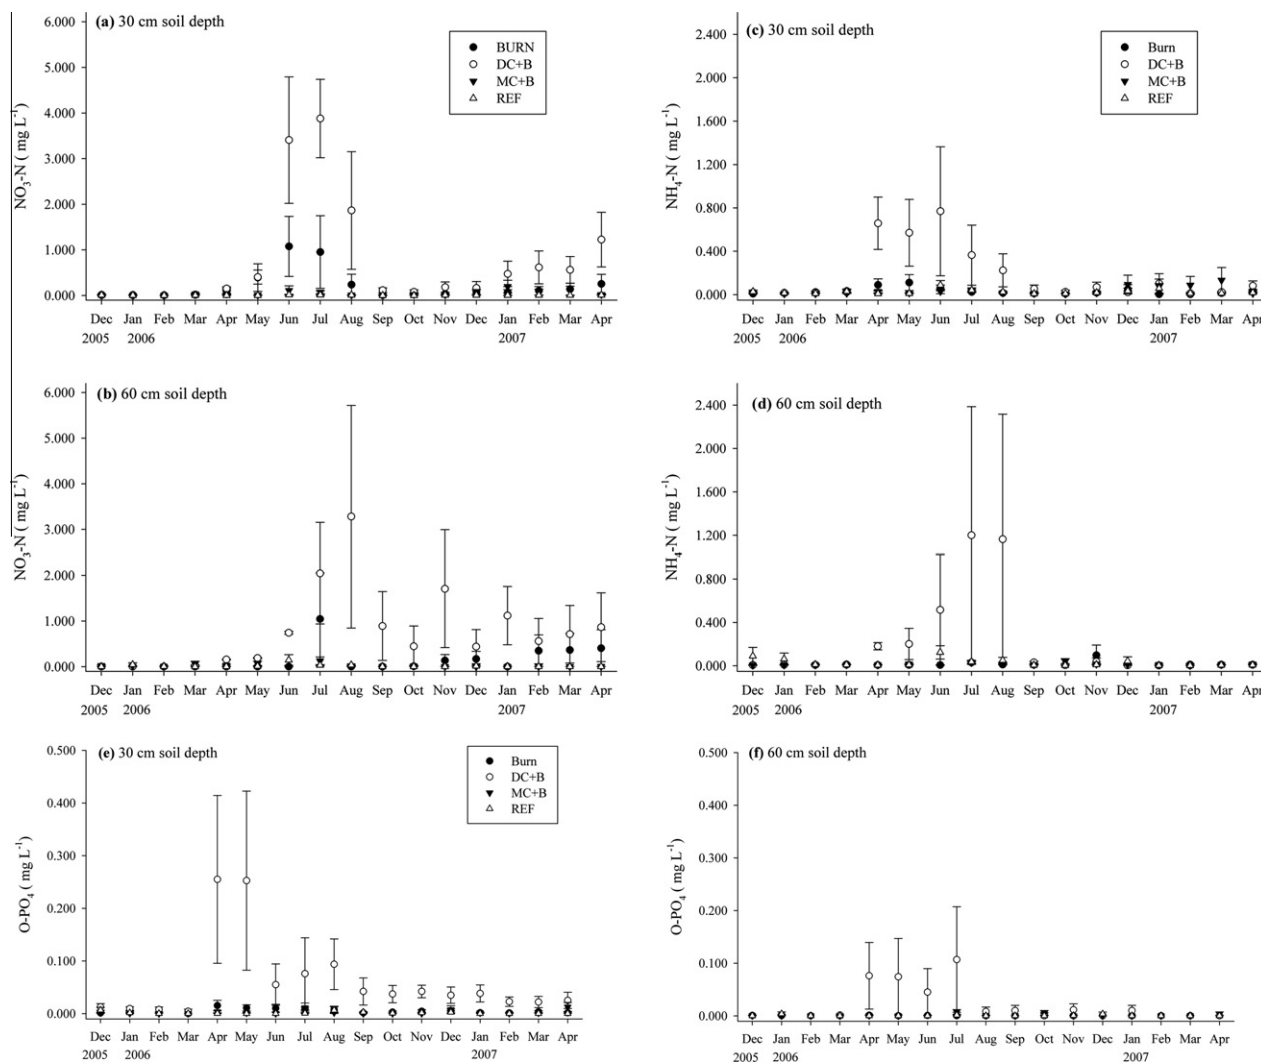 (a) 30 cm soil depth
6.000
5.000
4.000
3.000
2.000
1.000
0.000
NO3-N ( mg L-1)
BURN
DC+B
MC+B
REF
Dec Jan Feb Mar Apr May Jun Jul Aug Sep Oct Nov Dec Jan Feb Mar Apr
2005 2006 2007
(c) 30 cm soil depth
2.400
2.000
1.600
1.200
0.800
0.400
0.000
NH4-N ( mg L-1)
Burn
DC+B
MC+B
REF
Dec Jan Feb Mar Apr May Jun Jul Aug Sep Oct Nov Dec Jan Feb Mar Apr
2005 2006 2007
(b) 60 cm soil depth
6.000
5.000
4.000
3.000
2.000
1.000
0.000
NO3-N ( mg L-1)
Dec Jan Feb Mar Apr May Jun Jul Aug Sep Oct Nov Dec Jan Feb Mar Apr
2005 2006 2007
(d) 60 cm soil depth
2.400
2.000
1.600
1.200
0.800
0.400
0.000
NH4-N ( mg L-1)
Dec Jan Feb Mar Apr May Jun Jul Aug Sep Oct Nov Dec Jan Feb Mar Apr
2005 2006 2007
(e) 30 cm soil depth
0.500
0.400
0.300
0.200
0.100
0.000
O-PO4 ( mg L-1)
Burn
DC+B
MC+B
REF
Dec Jan Feb Mar Apr May Jun Jul Aug Sep Oct Nov Dec Jan Feb Mar Apr
2005 2006 2007
(f) 60 cm soil depth
0.500
0.400
0.300
0.200
0.100
0.000
O-PO4 ( mg L-1)
Dec Jan Feb Mar Apr May Jun Jul Aug Sep Oct Nov Dec Jan Feb Mar Apr
2005 2006 2007